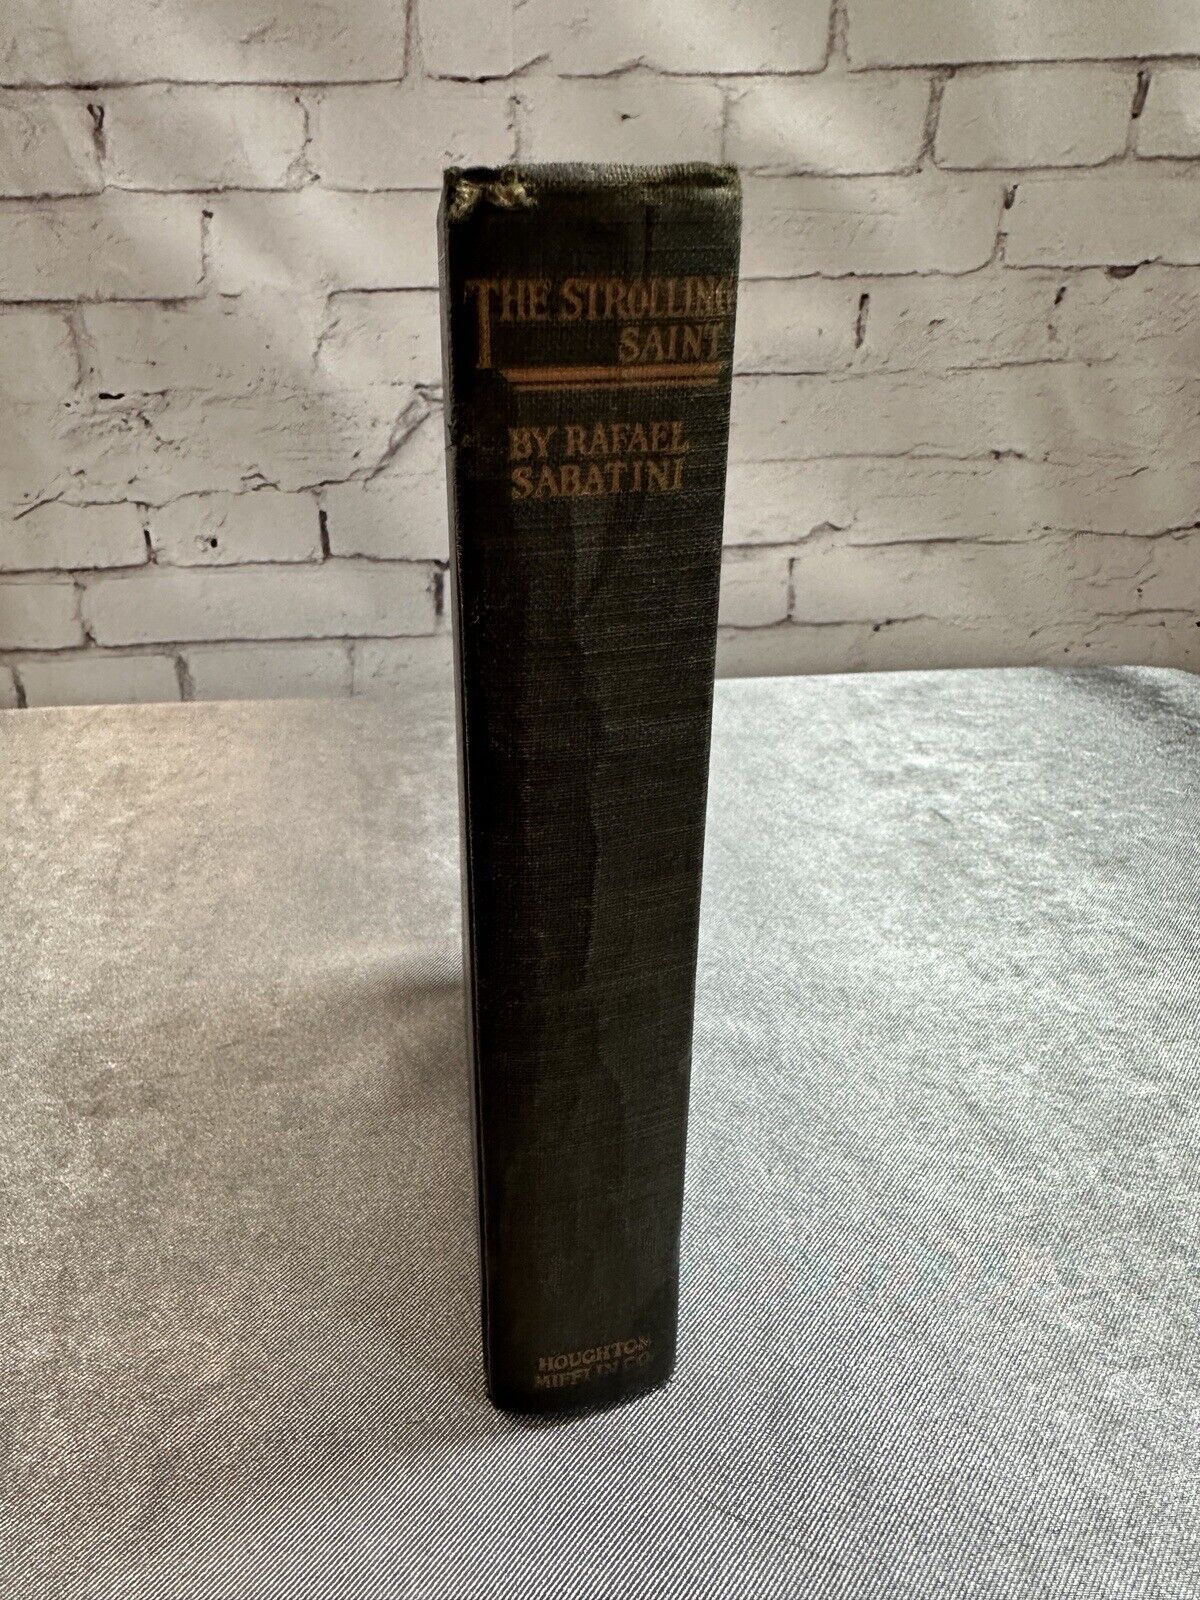 THE STROLLING
SAINT
BY RAFAEL
SABATINI
HOUGHTON
MIFFLIN CO.